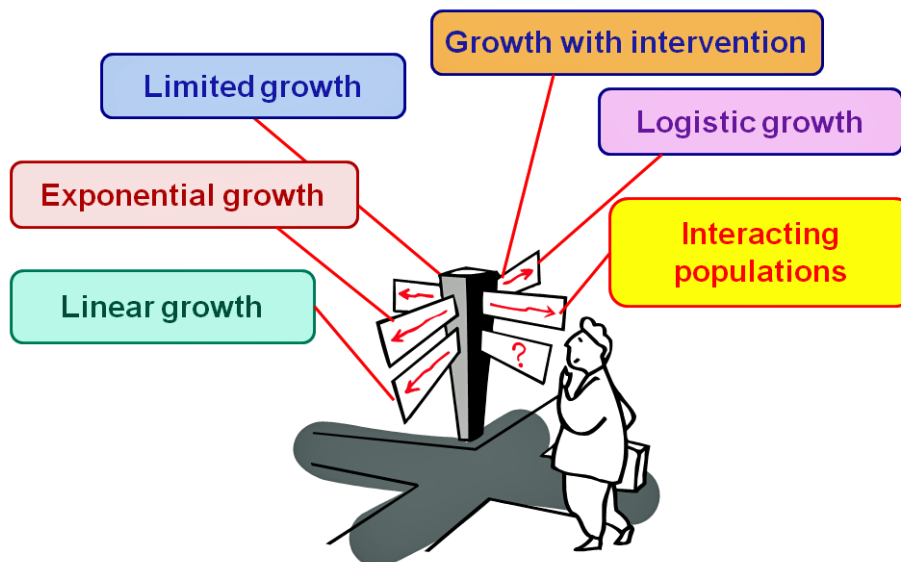 Growth with intervention
Limited growth
Logistic growth
Exponential growth
Interacting
populations
Linear growth
?